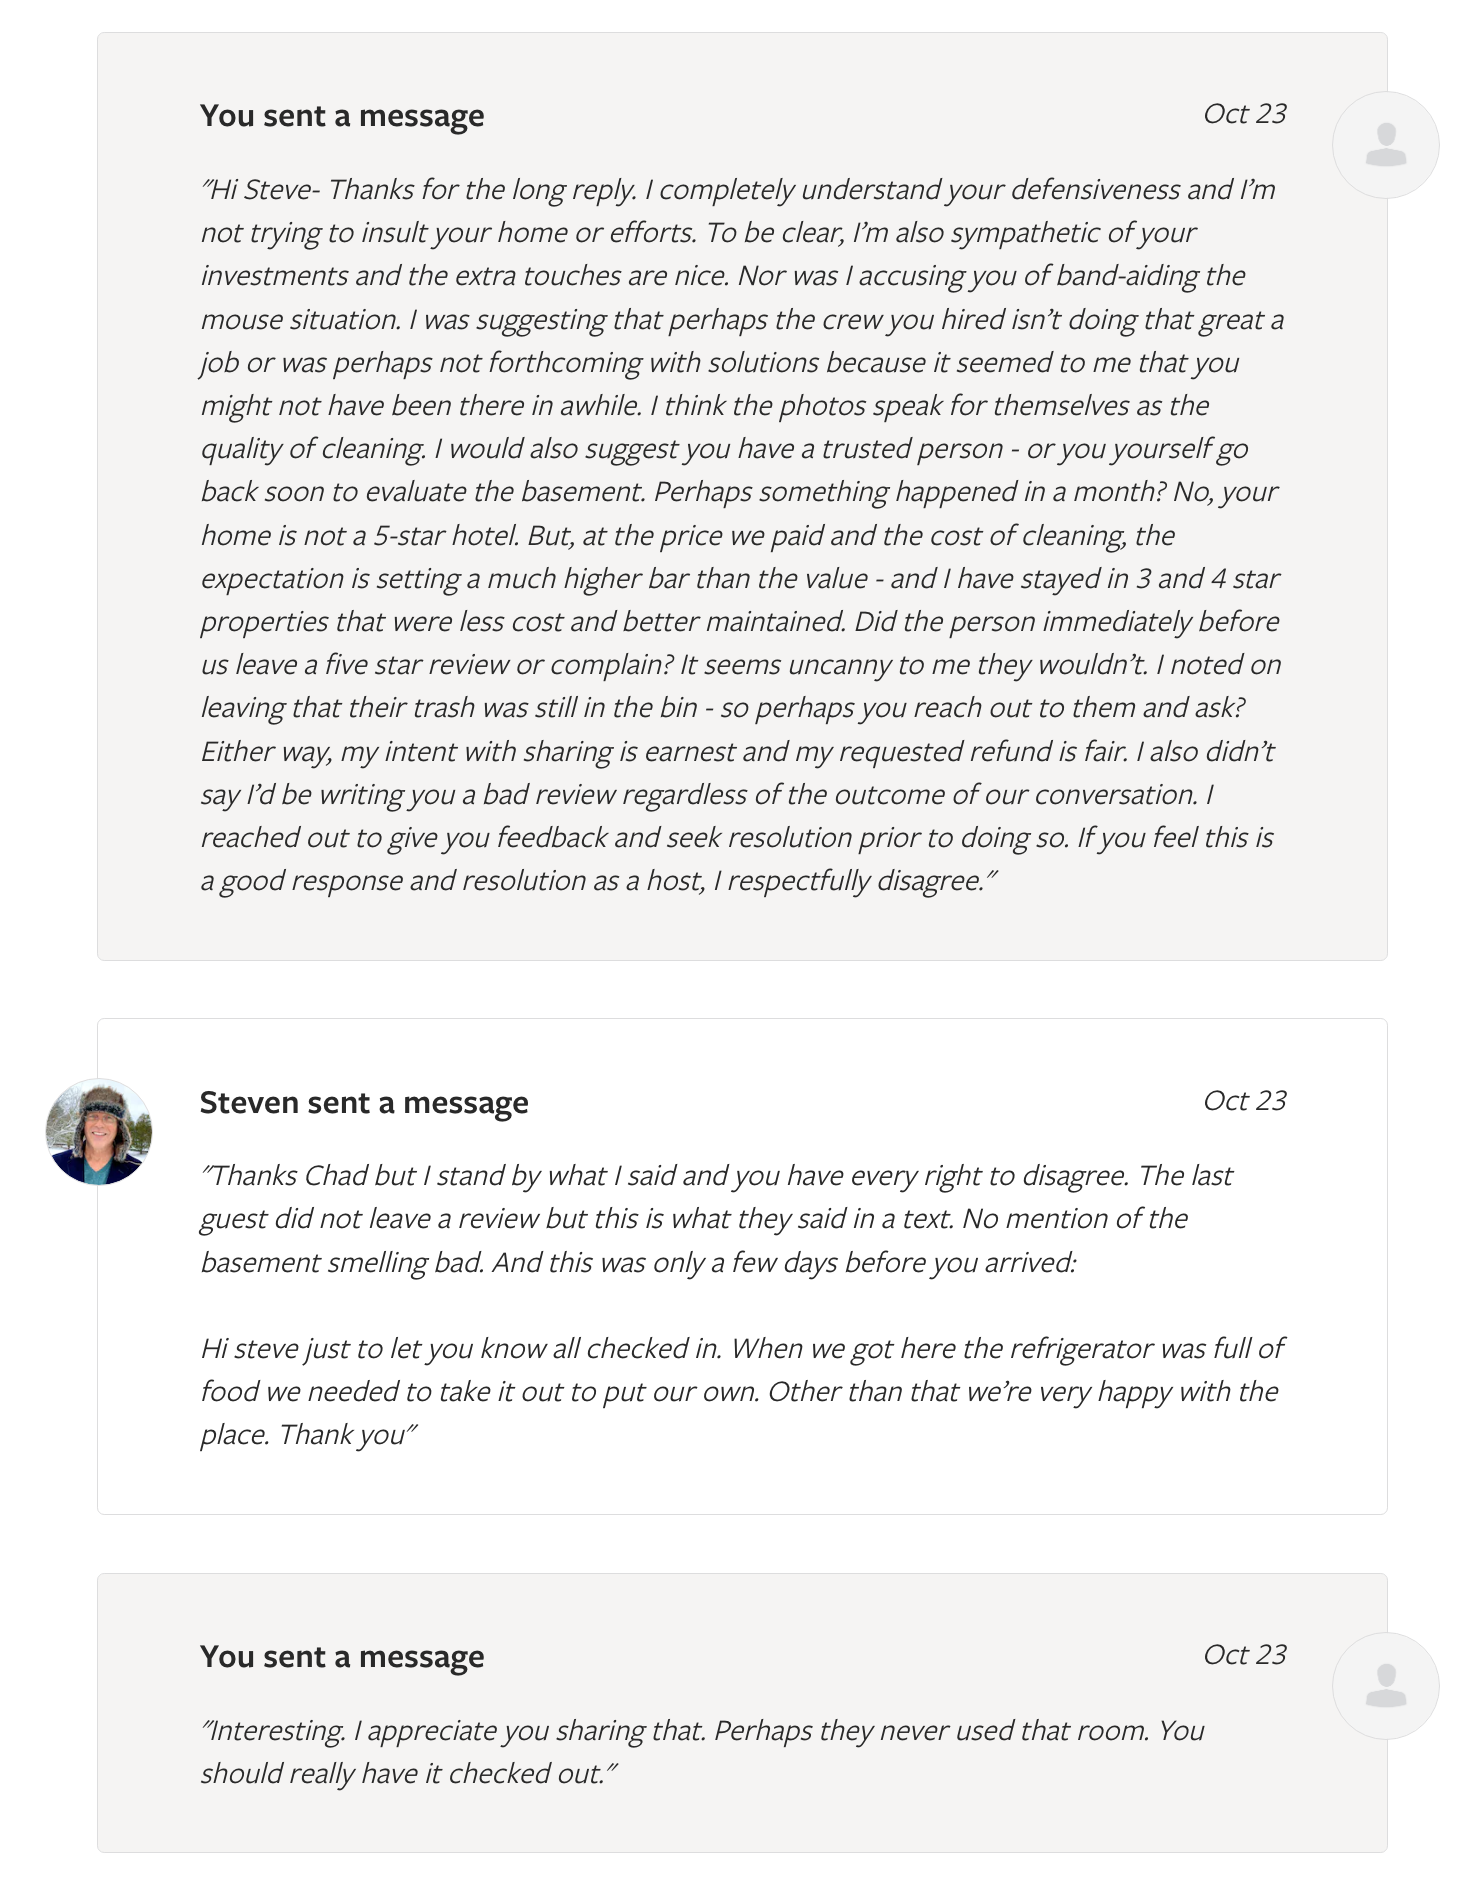 You sent a message
Oct 23
"Hi Steve- Thanks for the long reply. I completely understand your defensiveness and I'm
not trying to insult your home or efforts. To be clear, I'm also sympathetic of your
investments and the extra touches are nice. Nor was I accusing you of band-aiding the
mouse situation. I was suggesting that perhaps the crew you hired isn't doing that great a
job or was perhaps not forthcoming with solutions because it seemed to me that you
might not have been there in awhile. I think the photos speak for themselves as the
quality of cleaning. I would also suggest you have a trusted person - or you yourself go
back soon to evaluate the basement. Perhaps something happened in a month? No, your
home is not a 5-star hotel. But, at the price we paid and the cost of cleaning, the
expectation is setting a much higher bar than the value - and I have stayed in 3 and 4 star
properties that were less cost and better maintained. Did the person immediately before
us leave a five star review or complain? It seems uncanny to me they wouldn't. I noted on
leaving that their trash was still in the bin - so perhaps you reach out to them and ask?
Either way, my intent with sharing is earnest and my requested refund is fair. I also didn't
say I'd be writing you a bad review regardless of the outcome of our conversation. I
reached out to give you feedback and seek resolution prior to doing so. If you feel this is
a good response and resolution as a host, I respectfully disagree."
Steven sent a message
Oct 23
"Thanks Chad but I stand by what I said and you have every right to disagree. The last
guest did not leave a review but this is what they said in a text. No mention of the
basement smelling bad. And this was only a few days before you arrived:
Hi steve just to let you know all checked in. When we got here the refrigerator was full of
food we needed to take it out to put our own. Other than that we're very happy with the
place. Thank you"
You sent a message
Oct 23
"Interesting. I appreciate you sharing that. Perhaps they never used that room. You
should really have it checked out."